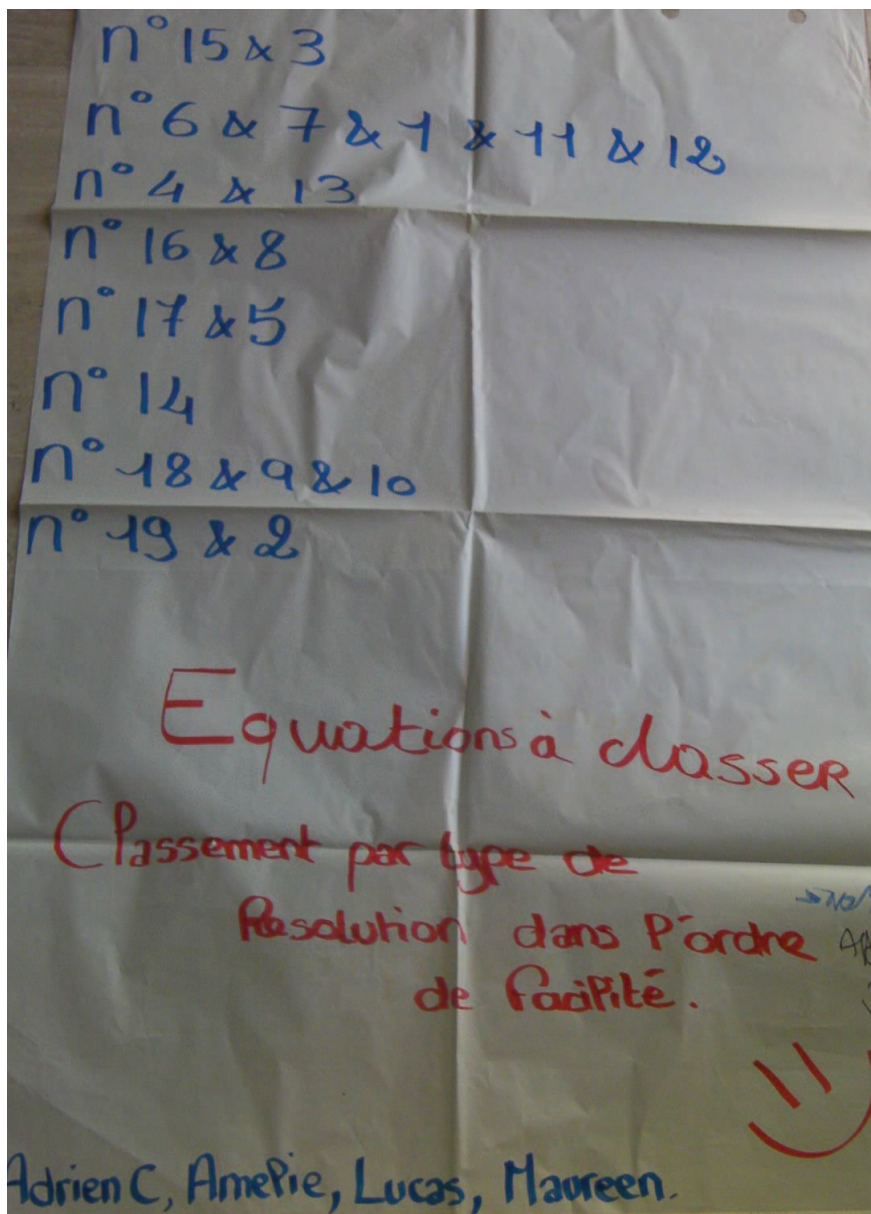 n° 15 & 3
n° 6 & 7 & 1 & 11 & 12
n° 4 & 13
n° 16 & 8
n° 17 & 5
n° 14
n° 18 & 9 & 10
n° 19 & 2
Equations à classer
Classement par type de
Resolution dans l'ordre
de facilité.
Adrien C, Amelie, Lucas, Maureen.